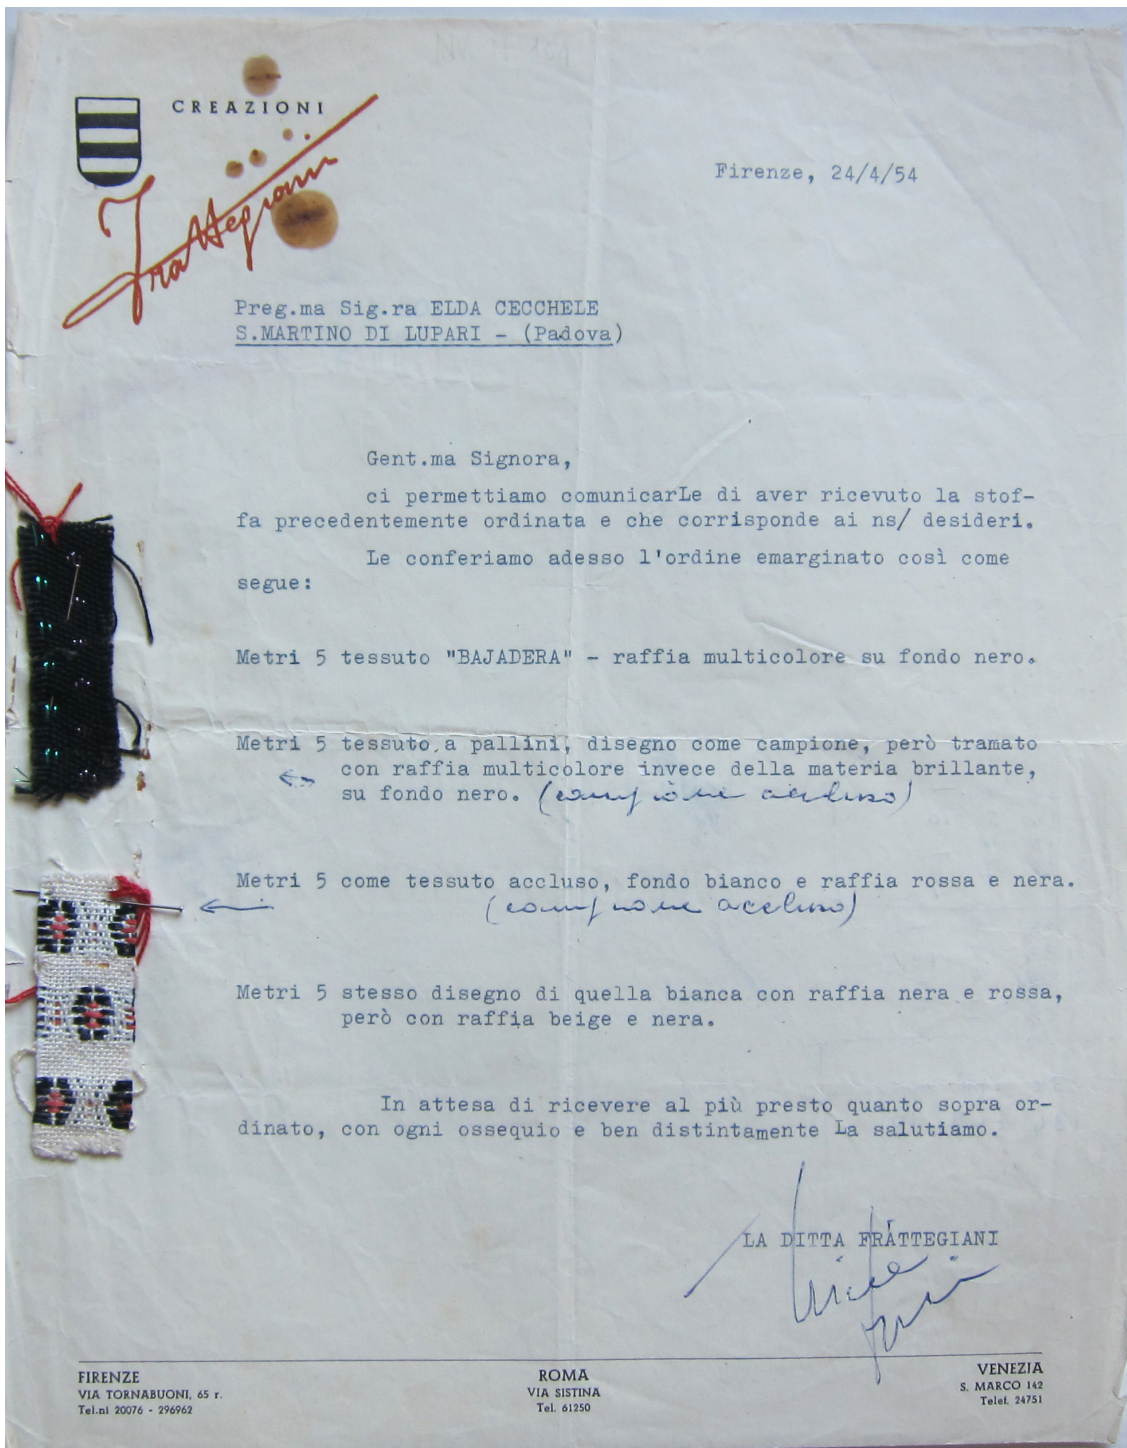 CREAZIONI
Frattegiani
Firenze, 24/4/54
Preg.ma Sig.ra ELDA CECCHELE
S.MARTINO DI LUPARI - (Padova)
Gent.ma Signora,
ci permettiamo comunicarLe di aver ricevuto la stof-
fa precedentemente ordinata e che corrisponde ai ns/ desideri.
Le conferiamo adesso l'ordine emarginato così come
segue:
Metri 5 tessuto "BAJADERA" - raffia multicolore su fondo nero.
Metri 5 tessuto a pallini, disegno come campione, però tramato
con raffia multicolore invece della materia brillante,
su fondo nero. (campione accluso)
Metri 5 come tessuto accluso, fondo bianco e raffia rossa e nera.
(campione accluso)
Metri 5 stesso disegno di quella bianca con raffia nera e rossa,
però con raffia beige e nera.
In attesa di ricevere al più presto quanto sopra or-
dinato, con ogni ossequio e ben distintamente La salutiamo.
LA DITTA FRATTEGIANI
FIRENZE
VIA TORNABUONI, 65 r.
Tel.ni 20076 - 296962
ROMA
VIA SISTINA
Tel. 61250
VENEZIA
S. MARCO 142
Telef. 24751